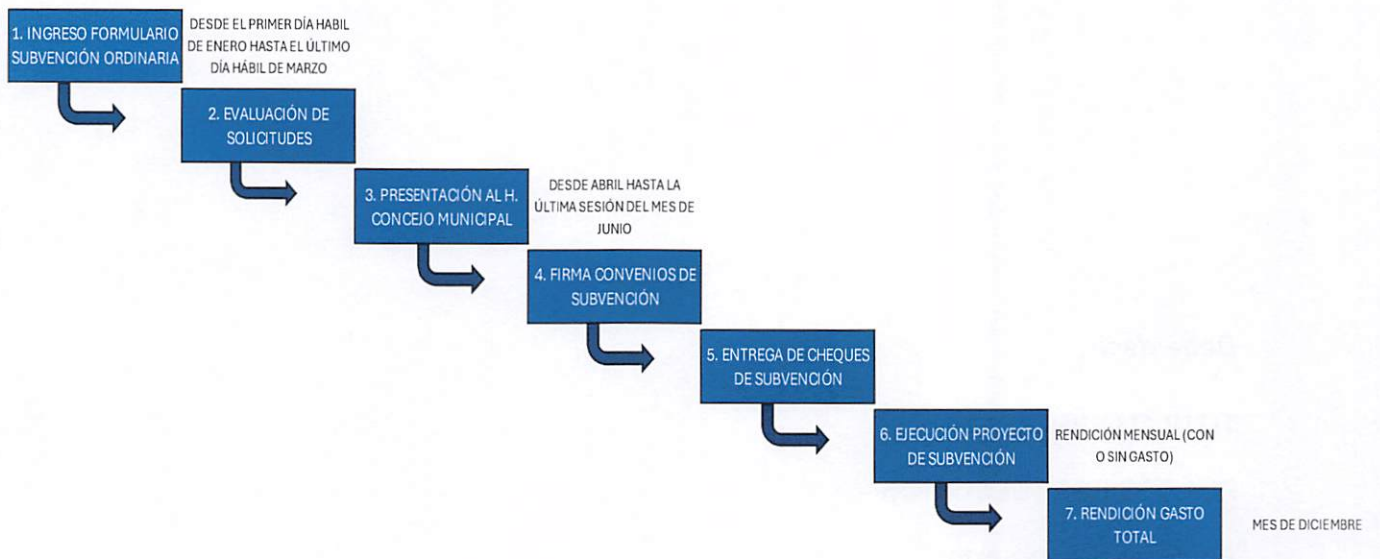 1. INGRESO FORMULARIO
SUBVENCIÓN ORDINARIA
DESDE EL PRIMER DÍA HABIL
DE ENERO HASTA EL ÚLTIMO
DÍA HÁBIL DE MARZO
2. EVALUACIÓN DE
SOLICITUDES
3. PRESENTACIÓN AL H.
CONCEJO MUNICIPAL
DESDE ABRIL HASTA LA
ÚLTIMA SESIÓN DEL MES DE
JUNIO
4. FIRMA CONVENIOS DE
SUBVENCIÓN
5. ENTREGA DE CHEQUES
DE SUBVENCIÓN
6. EJECUCIÓN PROYECTO
DE SUBVENCIÓN
RENDICIÓN MENSUAL (CON
O SIN GASTO)
7. RENDICIÓN GASTO
TOTAL
MES DE DICIEMBRE